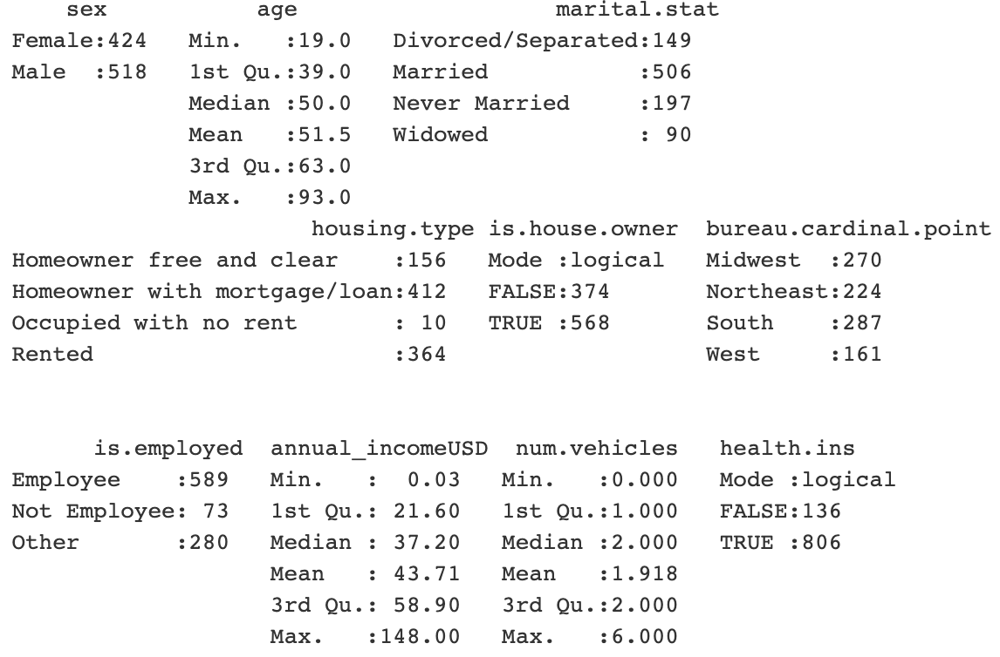 sex           age                   marital.stat
Female:424   Min.   :19.0   Divorced/Separated:149
Male  :518   1st Qu.:39.0   Married           :506
             Median :50.0   Never Married     :197
             Mean   :51.5   Widowed           : 90
             3rd Qu.:63.0
             Max.   :93.0
                      housing.type is.house.owner  bureau.cardinal.point
Homeowner free and clear    :156   Mode :logical   Midwest  :270
Homeowner with mortgage/loan:412   FALSE:374       Northeast:224
Occupied with no rent       : 10   TRUE :568       South    :287
Rented                      :364                   West     :161
      is.employed  annual_incomeUSD  num.vehicles   health.ins
Employee    :589   Min.   :  0.03   Min.   :0.000   Mode :logical
Not Employee: 73   1st Qu.: 21.60   1st Qu.:1.000   FALSE:136
Other       :280   Median : 37.20   Median :2.000   TRUE :806
                   Mean   : 43.71   Mean   :1.918
                   3rd Qu.: 58.90   3rd Qu.:2.000
                   Max.   :148.00   Max.   :6.000